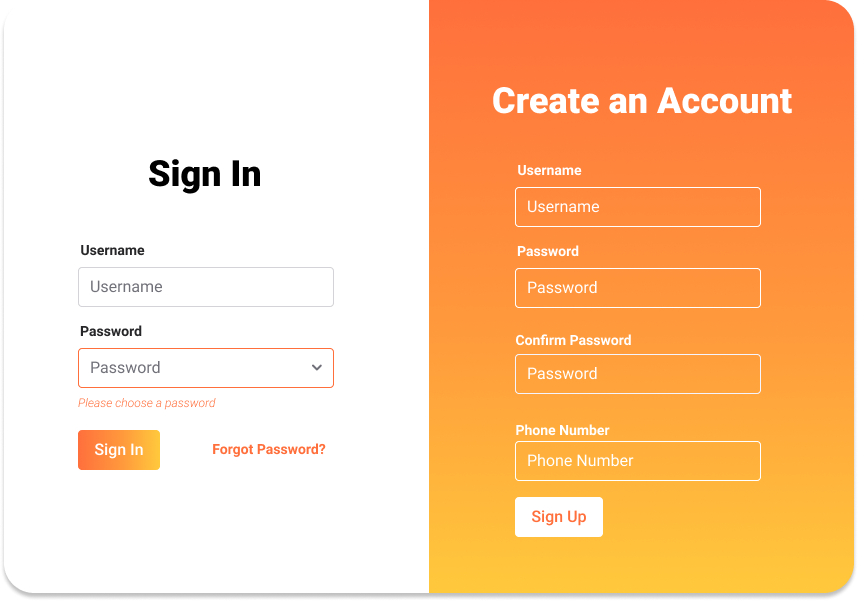 Sign In
Username
Username
Password
Password
Please choose a password
Sign In
Forgot Password?
Create an Account
Username
Username
Password
Password
Confirm Password
Password
Phone Number
Phone Number
Sign Up